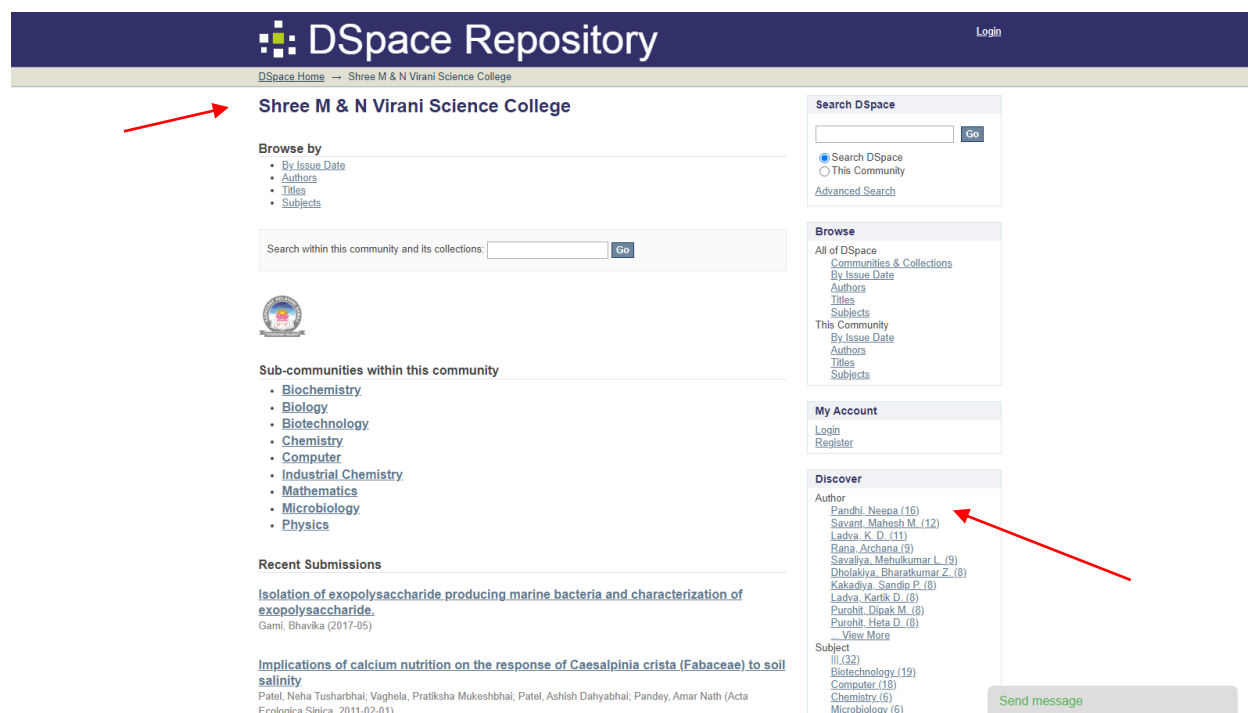 DSpace Repository
Login
DSpace Home → Shree M & N Virani Science College
Shree M & N Virani Science College
Browse by
• By Issue Date
• Authors
• Titles
• Subjects
Search within this community and its collections: Go
Sub-communities within this community
• Biochemistry
• Biology
• Biotechnology
• Chemistry
• Computer
• Industrial Chemistry
• Mathematics
• Microbiology
• Physics
Recent Submissions
Isolation of exopolysaccharide producing marine bacteria and characterization of
exopolysaccharide.
Gami, Bhavika (2017-05)
Implications of calcium nutrition on the response of Caesalpinia crista (Fabaceae) to soil
salinity
Patel, Neha Tusharbhai; Vaghela, Pratiksha Mukeshbhai; Patel, Ashish Dahyabhai; Pandey, Amar Nath (Acta
Ecologica Sinica, 2011-02-01)
Search DSpace
Go
Search DSpace
This Community
Advanced Search
Browse
All of DSpace
Communities & Collections
By Issue Date
Authors
Titles
Subjects
This Community
By Issue Date
Authors
Titles
Subjects
My Account
Login
Register
Discover
Author
Pandhi, Neepa (16)
Savant, Mahesh M. (12)
Ladva, K. D. (11)
Rana, Archana (9)
Savaliya, Mehulkumar L. (9)
Dholakiya, Bharatkumar Z. (8)
Kakadiya, Sandip P. (8)
Ladva, Kartik D. (8)
Purohit, Dipak M. (8)
Purohit, Heta D. (8)
... View More
Subject
||| (32)
Biotechnology (19)
Computer (18)
Chemistry (6)
Microbiology (6)
Send message